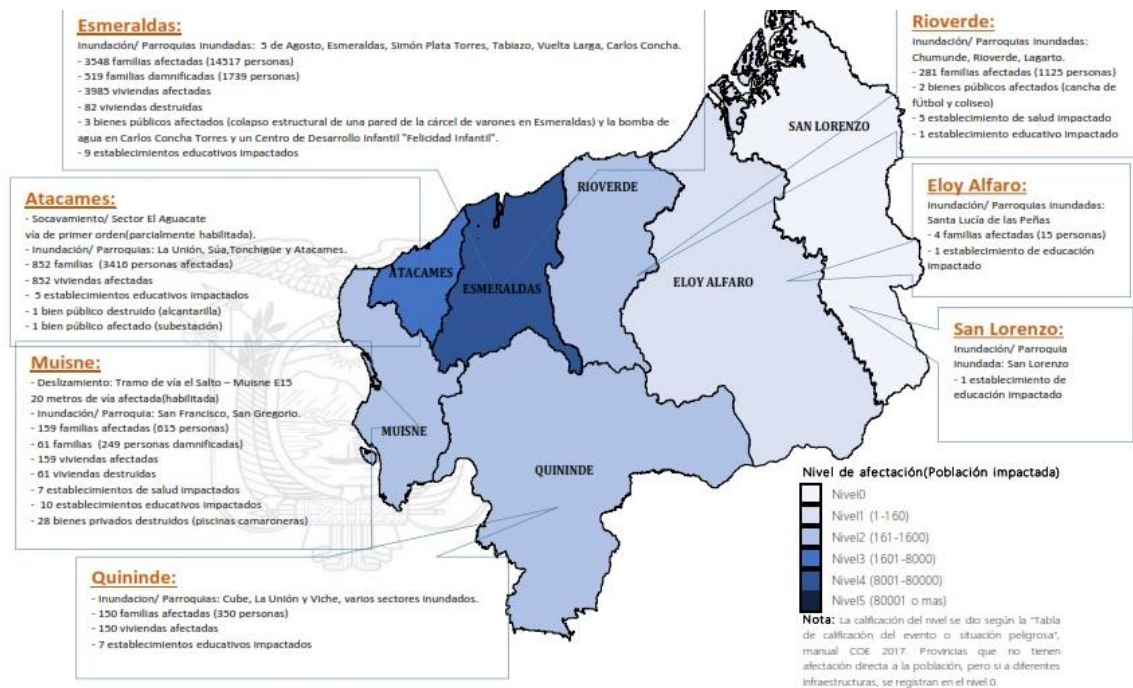 Esmeraldas:
Inundación/ Parroquias inundadas: 5 de Agosto, Esmeraldas, Simón Plata Torres, Tabiazo, Vuelta Larga, Carlos Concha.
- 3548 familias afectadas (14517 personas)
- 519 familias damnificadas (1739 personas)
- 3985 viviendas afectadas
- 82 viviendas destruidas
- 3 bienes públicos afectados (colapso estructural de una pared de la cárcel de varones en Esmeraldas) y la bomba de
agua en Carlos Concha Torres y un Centro de Desarrollo Infantil "Felicidad Infantil".
- 9 establecimientos educativos impactados
Rioverde:
Inundación/ Parroquias inundadas:
Chumunde, Rioverde, Lagarto.
- 281 familias afectadas (1125 personas)
- 2 bienes públicos afectados (cancha de
fÚtbol y coliseo)
- 5 establecimiento de salud impactado
- 1 establecimiento educativo impactado
Atacames:
- Socavamiento/ Sector El Aguacate
vía de primer orden(parcialmente habilitada).
- Inundación/ Parroquias: La Unión, Súa,Tonchigüe y Atacames.
- 852 familias (3416 personas afectadas)
- 852 viviendas afectadas
- 5 establecimientos educativos impactados
- 1 bien público destruido (alcantarilla)
- 1 bien público afectado (subestación)
Eloy Alfaro:
Inundación/ Parroquias inundadas:
Santa Lucía de las Peñas
- 4 familias afectadas (15 personas)
- 1 establecimiento de educación
impactado
San Lorenzo:
Inundación/ Parroquia
inundada: San Lorenzo
- 1 establecimiento de
educación impactado
Muisne:
- Deslizamiento: Tramo de vía el Salto – Muisne E15
20 metros de vía afectada(habilitada)
- Inundación/ Parroquia: San Francisco, San Gregorio.
- 159 familias afectadas (615 personas)
- 61 familias (249 personas damnificadas)
- 159 viviendas afectadas
- 61 viviendas destruidas
- 7 establecimientos de salud impactados
- 10 establecimientos educativos impactados
- 28 bienes privados destruidos (piscinas camaroneras)
Quininde:
- Inundacion/ Parroquias: Cube, La Unión y Viche, varios sectores inundados.
- 150 familias afectadas (350 personas)
- 150 viviendas afectadas
- 7 establecimientos educativos impactados
SAN LORENZO
RIOVERDE
ATACAMES
ESMERALDAS
ELOY ALFARO
MUISNE
QUININDE
Nivel de afectación(Población impactada)
Nivel0
Nivel1 (1-160)
Nivel2 (161-1600)
Nivel3 (1601-8000)
Nivel4 (8001-80000)
Nivel5 (80001 o mas)
Nota: La calificación del nivel se dio según la "Tabla
de calificación del evento o situación peligrosa",
manual COE 2017. Provincias que no tienen
afectación directa a la población, pero si a diferentes
infraestructuras, se registran en el nivel 0.